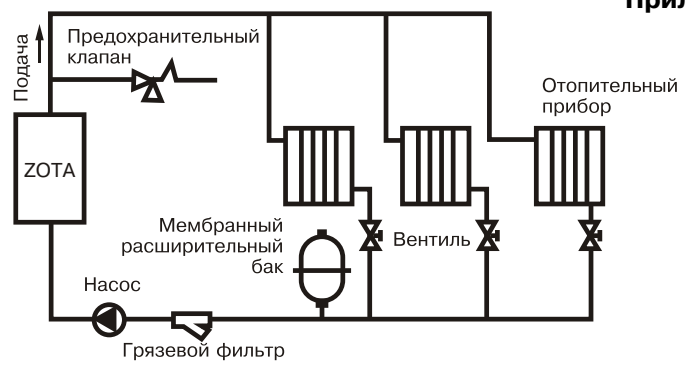 Прил
Подача
Предохранительный
клапан
Отопительный
прибор
ZOTA
Мембранный
расширительный
бак
Вентиль
Насос
Грязевой фильтр